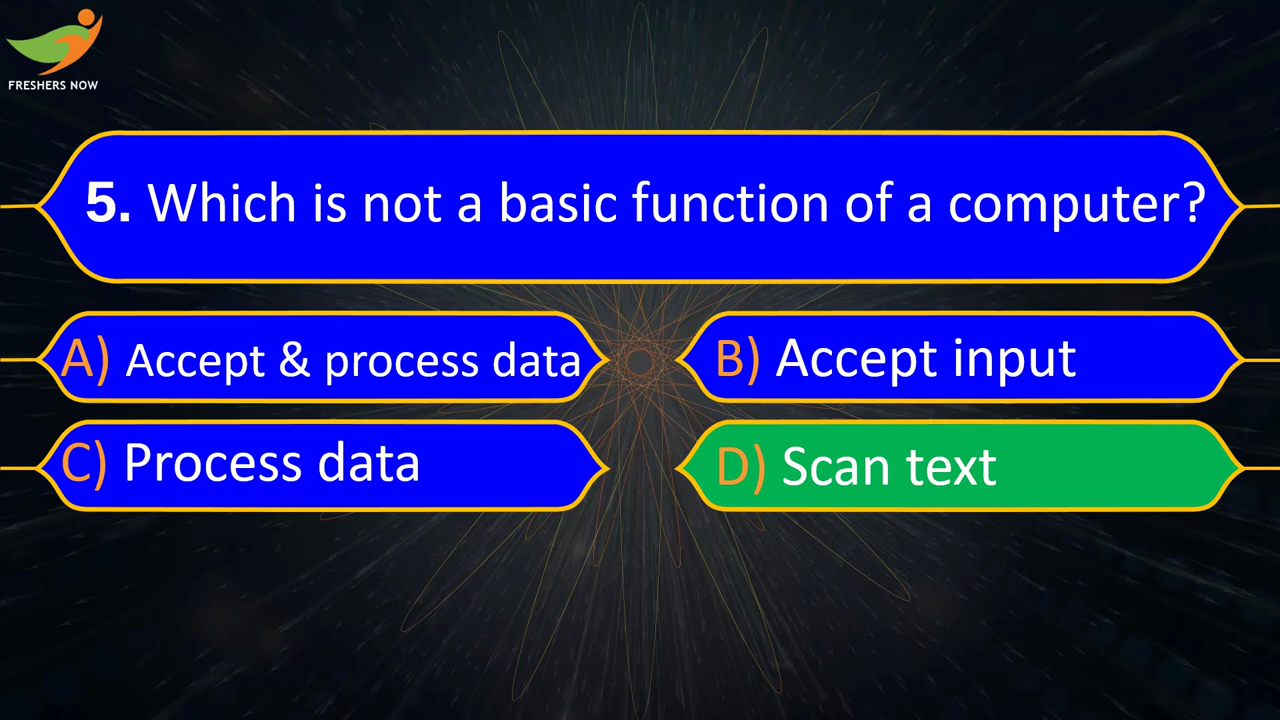 FRESHERS NOW
5. Which is not a basic function of a computer?
A) Accept & process data
B) Accept input
C) Process data
D) Scan text